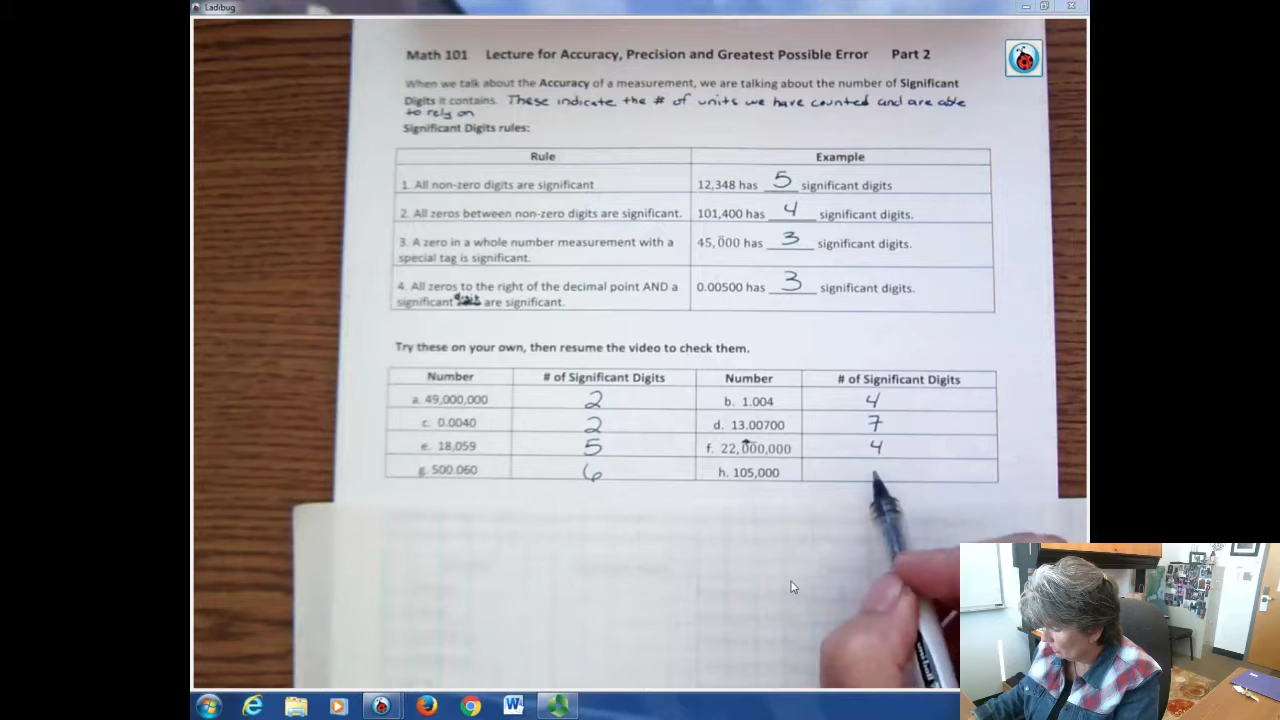 Ladibug
Math 101 Lecture for Accuracy, Precision and Greatest Possible Error Part 2
When we talk about the Accuracy of a measurement, we are talking about the number of Significant
Digits it contains. These indicate the # of units we have counted and are able
to rely on
Significant Digits rules:
Rule Example
1. All non-zero digits are significant 12,348 has 5 significant digits
2. All zeros between non-zero digits are significant. 101,400 has 4 significant digits.
3. A zero in a whole number measurement with a
special tag is significant. 45,0̄00 has 3 significant digits.
4. All zeros to the right of the decimal point AND a
significant digit are significant. 0.00500 has 3 significant digits.
Try these on your own, then resume the video to check them.
Number # of Significant Digits Number # of Significant Digits
a. 49,000,000 2 b. 1.004 4
c. 0.0040 2 d. 13.00700 7
e. 18,059 5 f. 22,0̄0̄0,000 4
g. 500.060 6 h. 105,000